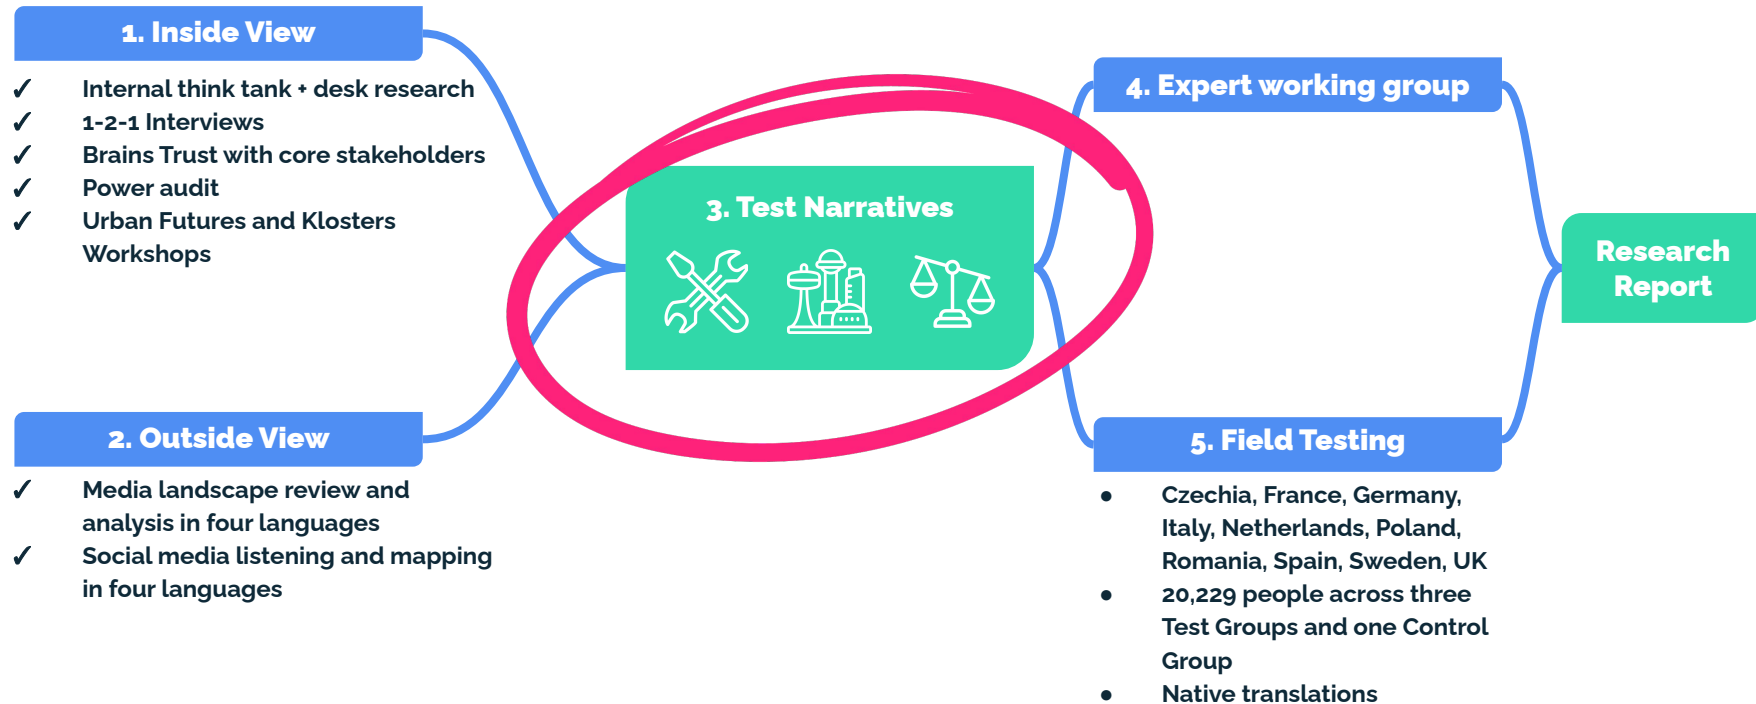 1. Inside View
✓ Internal think tank + desk research
✓ 1-2-1 Interviews
✓ Brains Trust with core stakeholders
✓ Power audit
✓ Urban Futures and Klosters
Workshops
2. Outside View
✓ Media landscape review and
analysis in four languages
✓ Social media listening and mapping
in four languages
3. Test Narratives
4. Expert working group
5. Field Testing
● Czechia, France, Germany,
Italy, Netherlands, Poland,
Romania, Spain, Sweden, UK
● 20,229 people across three
Test Groups and one Control
Group
● Native translations
Research
Report